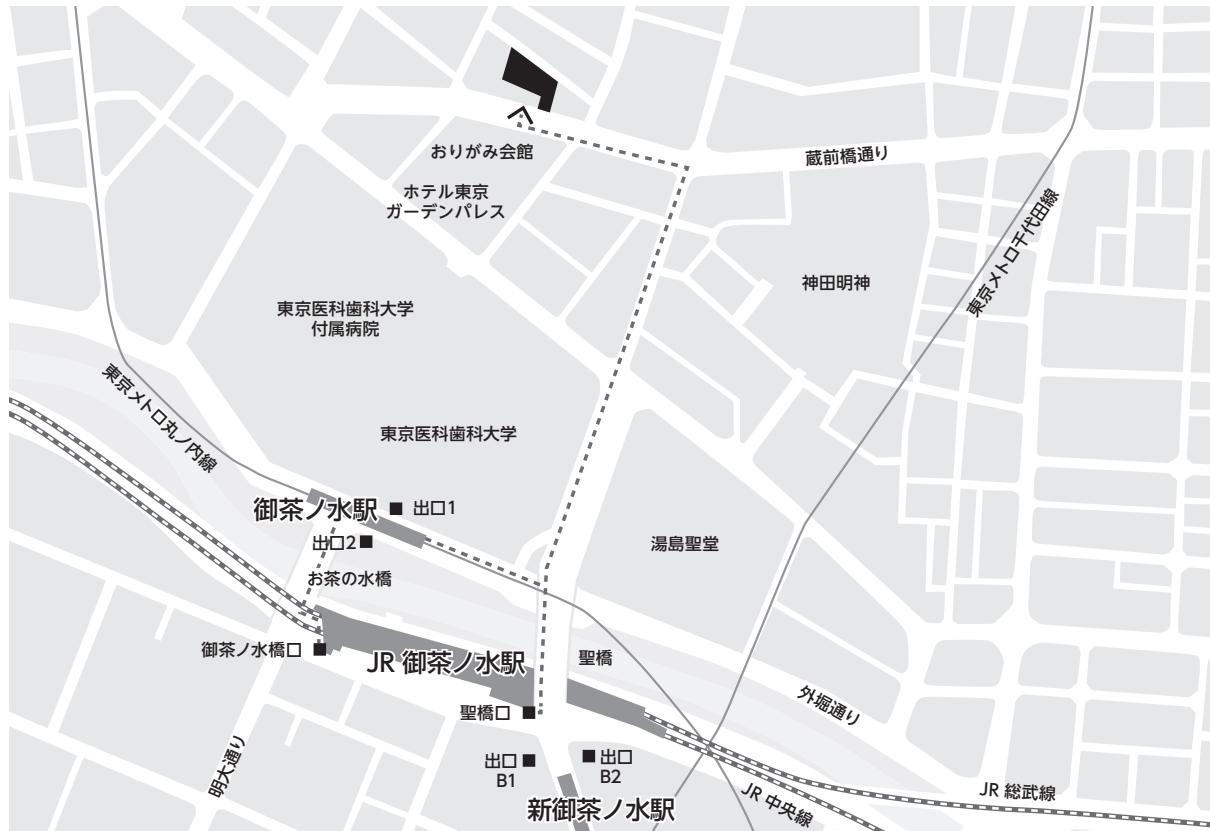 おりがみ会館
蔵前橋通り
ホテル東京
ガーデンパレス
東京メトロ千代田線
神田明神
東京医科歯科大学
付属病院
東京メトロ丸ノ内線
東京医科歯科大学
御茶ノ水駅
出口1
出口2
湯島聖堂
お茶の水橋
御茶ノ水橋口
JR 御茶ノ水駅
聖橋
外堀通り
聖橋口
明大通り
出口
B1
出口
B2
JR 中央線
JR 総武線
新御茶ノ水駅